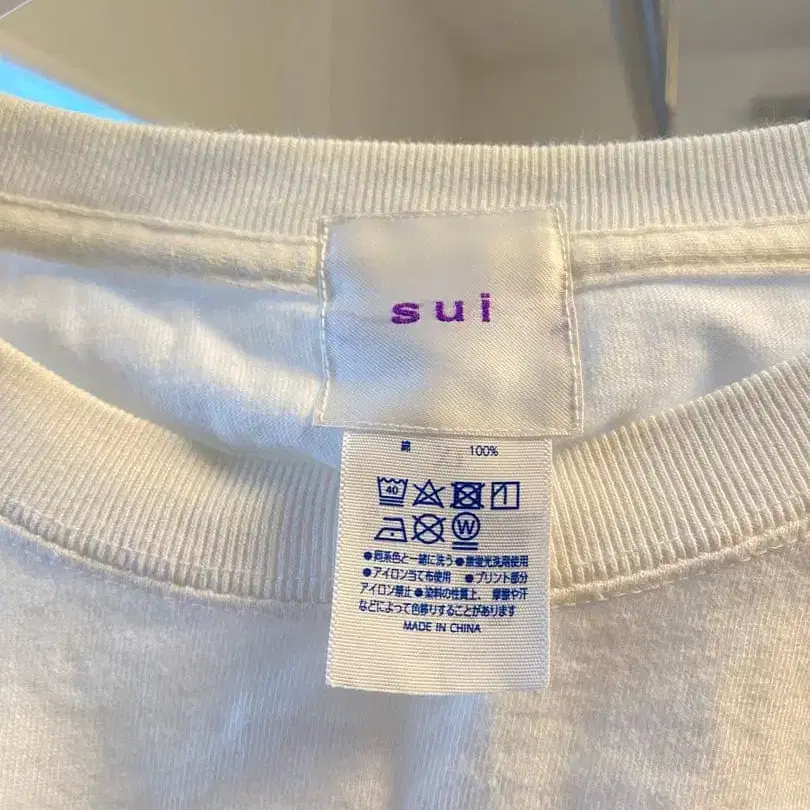 sui
綿 100%
40
W
●同系色と一緒に洗う●無蛍光洗剤使用
●アイロン当て布使用 ●プリント部分
アイロン禁止●染料の性質上、摩擦や汗
などによって色移りすることがあります
MADE IN CHINA